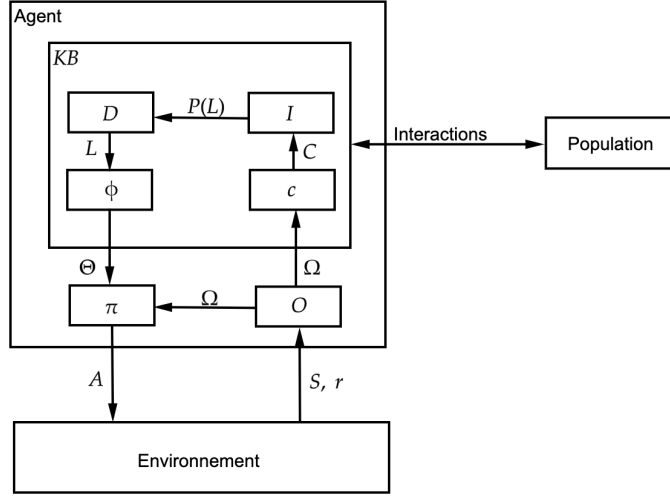 Agent
KB
D
P(L)
I
L
C
Interactions
Population
ϕ
c
Θ
Ω
π
Ω
O
A
S, r
Environnement